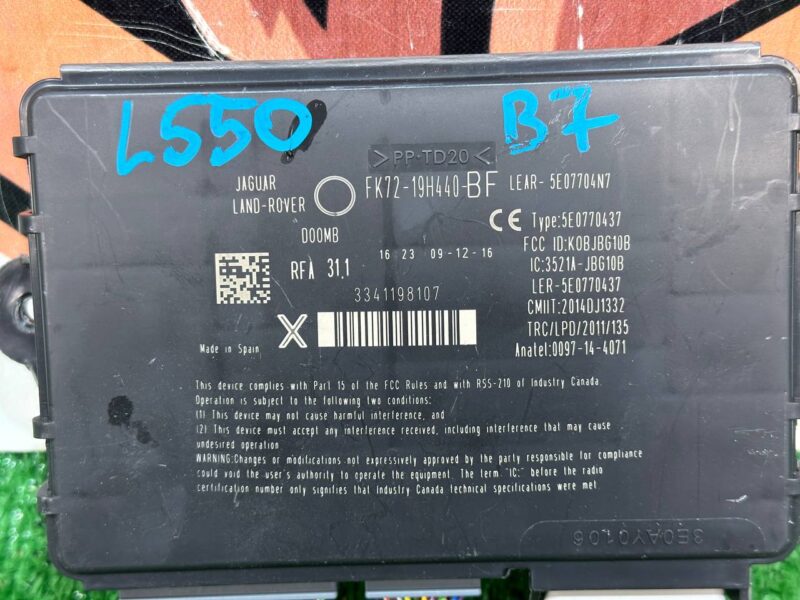 L550 B7
>PP-TD20<
JAGUAR
LAND-ROVER
FK72-19H440-BF LEAR- 5E07704N7
DOOMB
16 23 09-12-16
RFA 31.1
3341198107
CE Type:5E0770437
FCC ID:KOBJBG10B
IC:3521A-JBG10B
LER-5E0770437
CMIIT:2014DJ1332
TRC/LPD/2011/135
Anatel:0097-14-4071
X
Made in Spain
This device complies with Part 15 of the FCC Rules and with RSS-210 of Industry Canada.
Operation is subject to the following two conditions:
(1) This device may not cause harmful interference, and
(2) This device must accept any interference received, including interference that may cause
undesired operation
WARNING:Changes or modifications not expressively approved by the party responsible for compliance
could void the user's authority to operate the equipment. The term "IC:" before the radio
certification number only signifies that Industry Canada technical specifications were met.
3E0AY0106